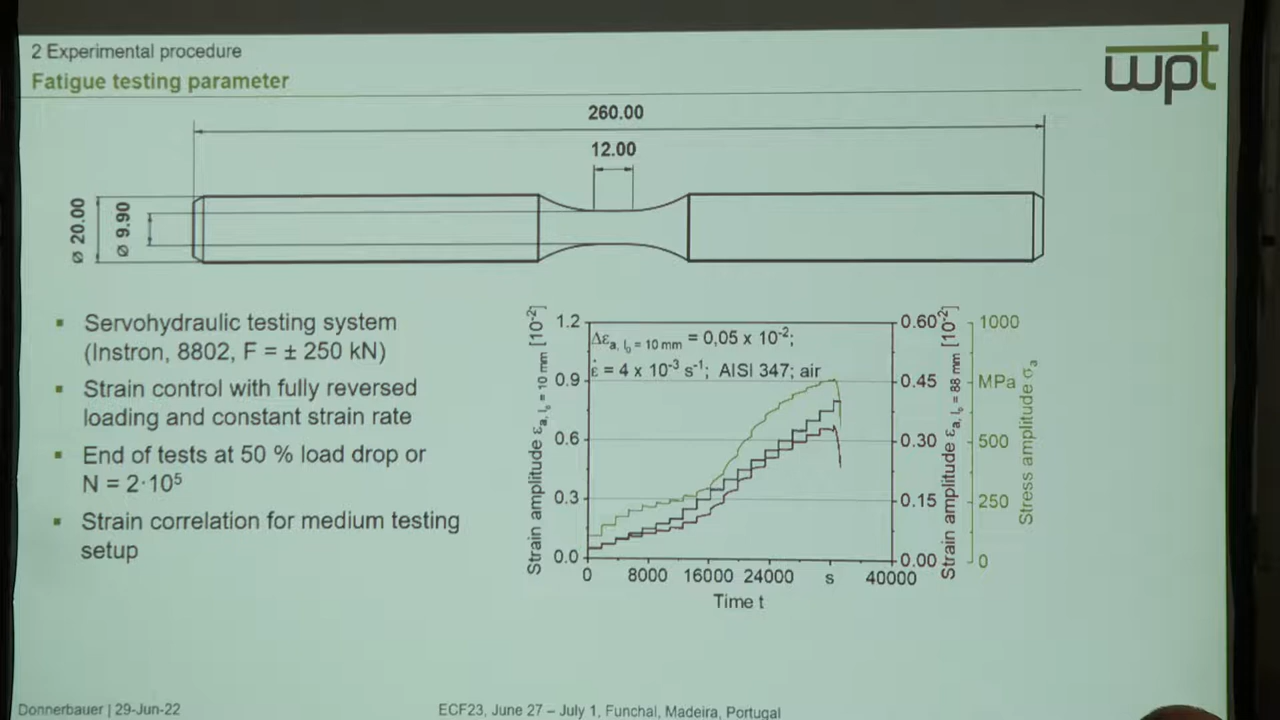 2 Experimental procedure
Fatigue testing parameter
wpt
260.00
12.00
⌀ 20.00
⌀ 9.90
▪ Servohydraulic testing system
(Instron, 8802, F = ± 250 kN)
▪ Strain control with fully reversed
loading and constant strain rate
▪ End of tests at 50 % load drop or
N = 2·10⁵
▪ Strain correlation for medium testing
setup
Strain amplitude εa, l₀ = 10 mm [10⁻²]
1.2
0.9
0.6
0.3
0.0
Δεa, l₀ = 10 mm = 0,05 x 10⁻²;
ε̇ = 4 x 10⁻³ s⁻¹; AISI 347; air
0 8000 16000 24000 s 40000
Time t
0.60
0.45
0.30
0.15
0.00
Strain amplitude εa, l₀ = 88 mm [10⁻²]
1000
MPa
500
250
0
Stress amplitude σa
Donnerbauer | 29-Jun-22
ECF23, June 27 – July 1, Funchal, Madeira, Portugal